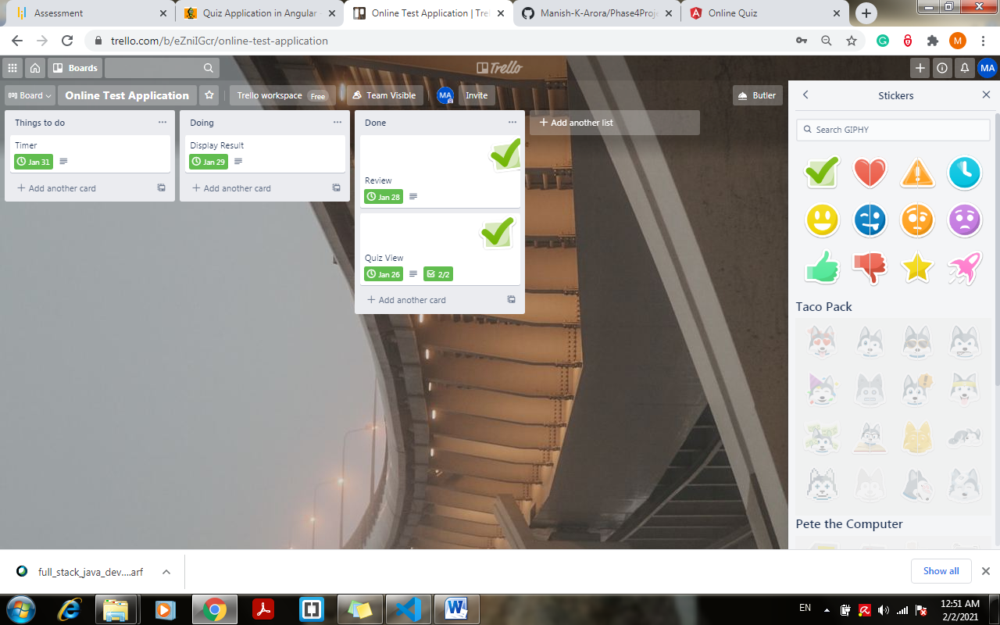 Assessment
Quiz Application in Angular
Online Test Application | Trel
Manish-K-Arora/Phase4Proje
Online Quiz
trello.com/b/eZniIGcr/online-test-application
M
Boards
Trello
MA
Board
Online Test Application
Trello workspace Free
Team Visible
MA
Invite
Butler
Stickers
Things to do
Timer
Jan 31
+ Add another card
Doing
Display Result
Jan 29
+ Add another card
Done
Review
Jan 28
Quiz View
Jan 26
2/2
+ Add another card
+ Add another list
Search GIPHY
Taco Pack
Pete the Computer
full_stack_java_dev....arf
Show all
EN
12:51 AM
2/2/2021